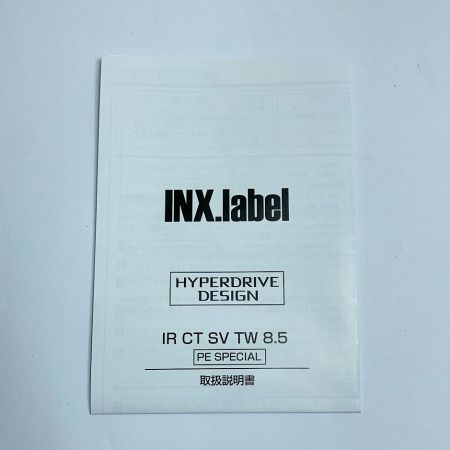 INX.label
HYPERDRIVE
DESIGN
IR CT SV TW 8.5
PE SPECIAL
取扱説明書